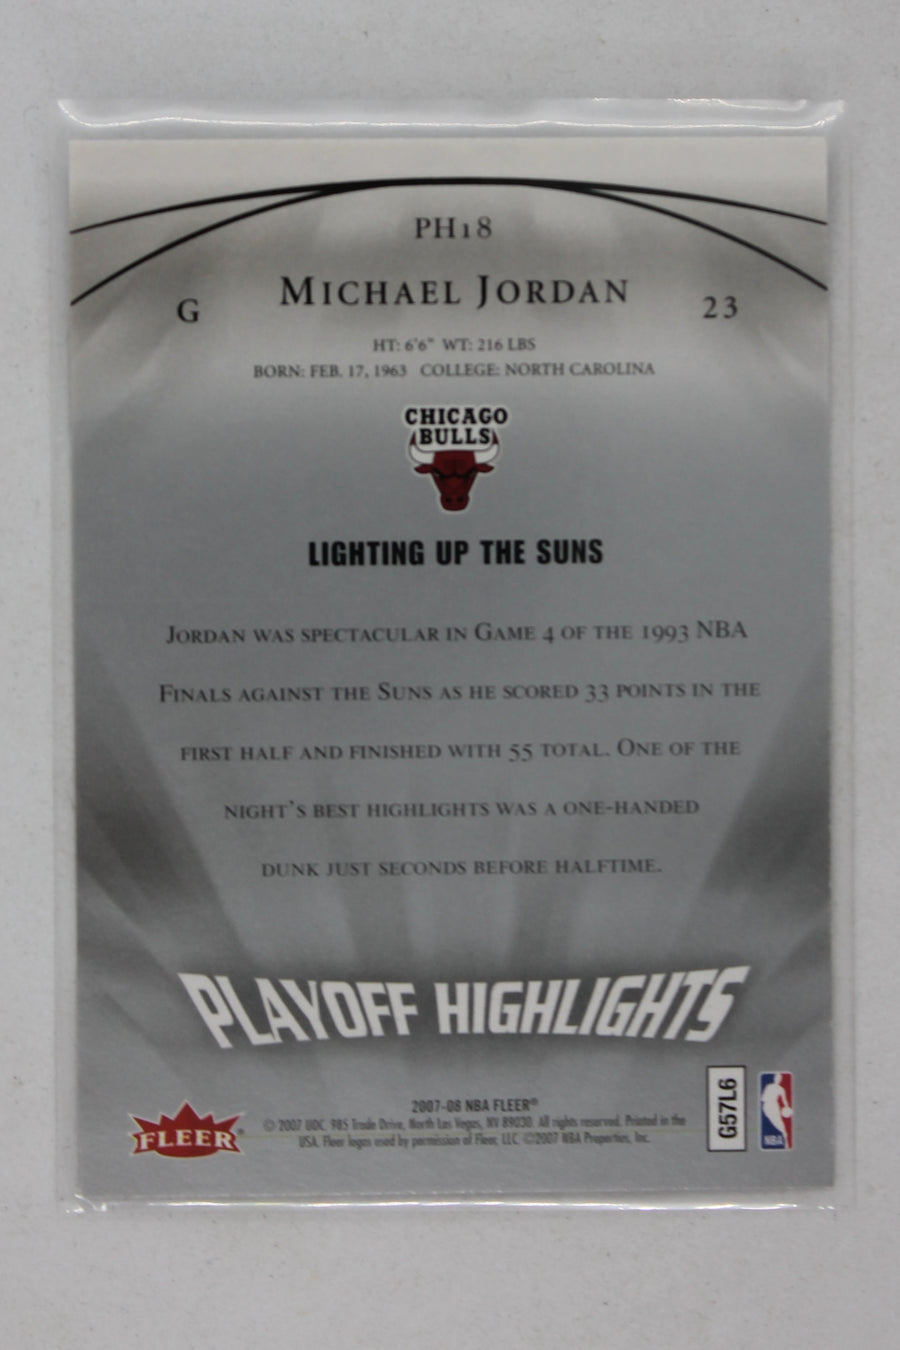 PH18
MICHAEL JORDAN
G
23
HT: 6'6" WT: 216 LBS
BORN: FEB. 17, 1963 COLLEGE: NORTH CAROLINA
CHICAGO
BULLS
LIGHTING UP THE SUNS
JORDAN WAS SPECTACULAR IN GAME 4 OF THE 1993 NBA
FINALS AGAINST THE SUNS AS HE SCORED 33 POINTS IN THE
FIRST HALF AND FINISHED WITH 55 TOTAL. ONE OF THE
NIGHT'S BEST HIGHLIGHTS WAS A ONE-HANDED
DUNK JUST SECONDS BEFORE HALFTIME.
PLAYOFF HIGHLIGHTS
2007-08 NBA FLEER®
© 2007 UDC. 985 Trade Drive, North Las Vegas, NV 89030. All rights reserved. Printed in the
USA. Fleer logos used by permission of Fleer, LLC. ©2007 NBA Properties, Inc.
FLEER®
G57L6
NBA